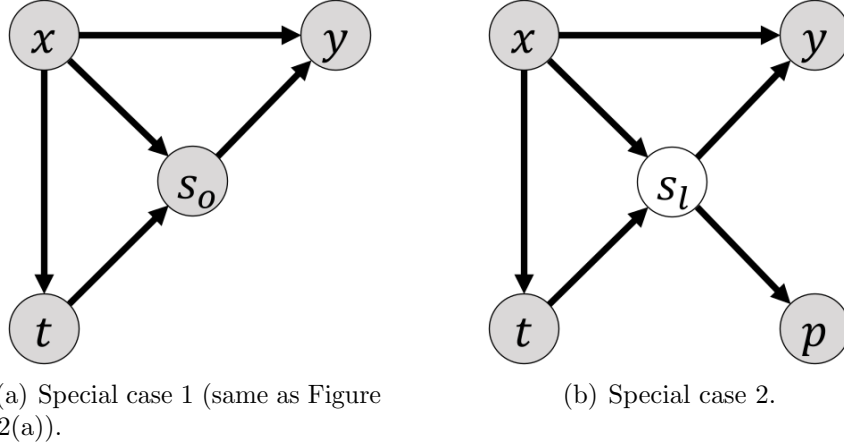 x
y
s_o
t
x
y
s_l
t
p
(a) Special case 1 (same as Figure
2(a)).
(b) Special case 2.